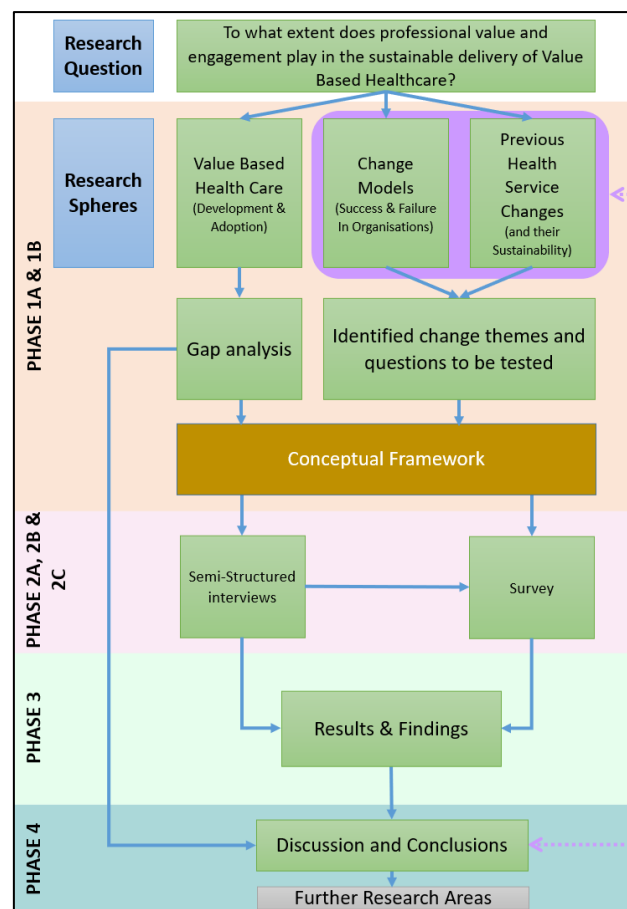 Research
Question
To what extent does professional value and
engagement play in the sustainable delivery of Value
Based Healthcare?
PHASE 1A & 1B
Research
Spheres
Value Based
Health Care
(Development &
Adoption)
Change
Models
(Success & Failure
In Organisations)
Previous
Health
Service
Changes
(and their
Sustainability)
Gap analysis
Identified change themes and
questions to be tested
Conceptual Framework
PHASE 2A, 2B &
2C
Semi-Structured
interviews
Survey
PHASE 3
Results & Findings
PHASE 4
Discussion and Conclusions
Further Research Areas